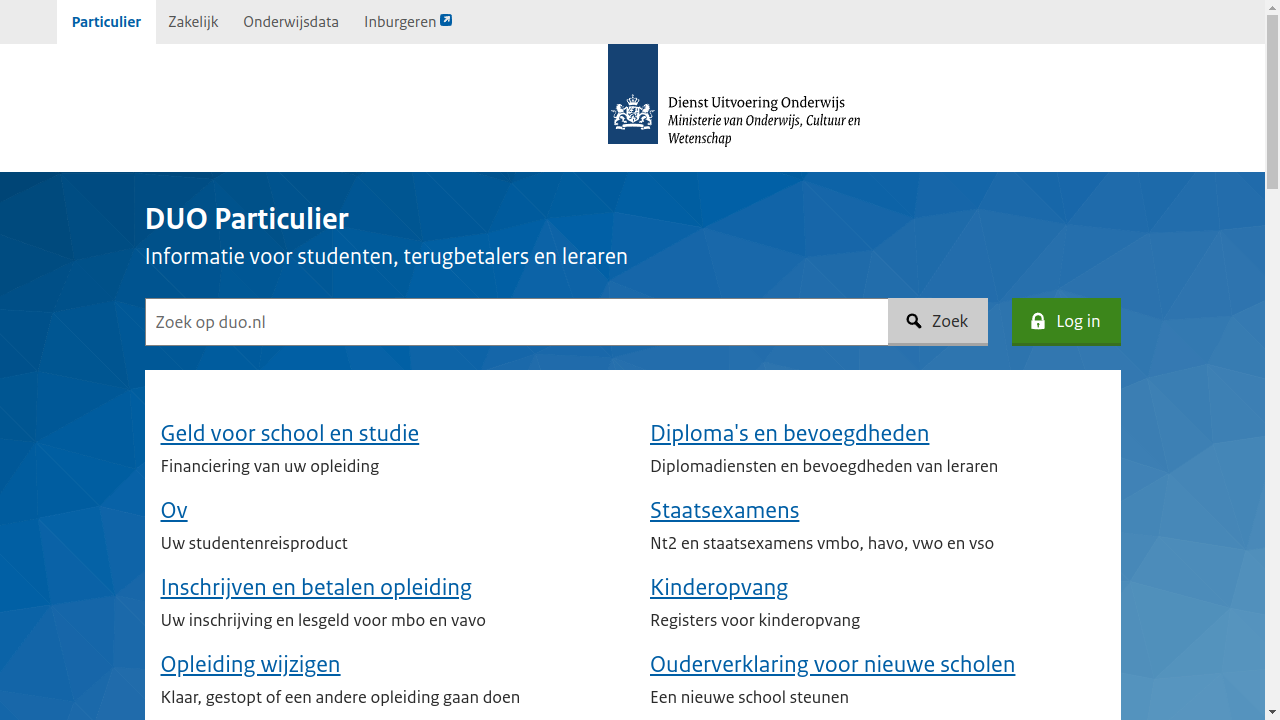 Particulier
Zakelijk
Onderwijsdata
Inburgeren
Dienst Uitvoering Onderwijs
Ministerie van Onderwijs, Cultuur en
Wetenschap
DUO Particulier
Informatie voor studenten, terugbetalers en leraren
Zoek op duo.nl
Zoek
Log in
Geld voor school en studie
Financiering van uw opleiding
Ov
Uw studentenreisproduct
Inschrijven en betalen opleiding
Uw inschrijving en lesgeld voor mbo en vavo
Opleiding wijzigen
Klaar, gestopt of een andere opleiding gaan doen
Diploma's en bevoegdheden
Diplomadiensten en bevoegdheden van leraren
Staatsexamens
Nt2 en staatsexamens vmbo, havo, vwo en vso
Kinderopvang
Registers voor kinderopvang
Ouderverklaring voor nieuwe scholen
Een nieuwe school steunen